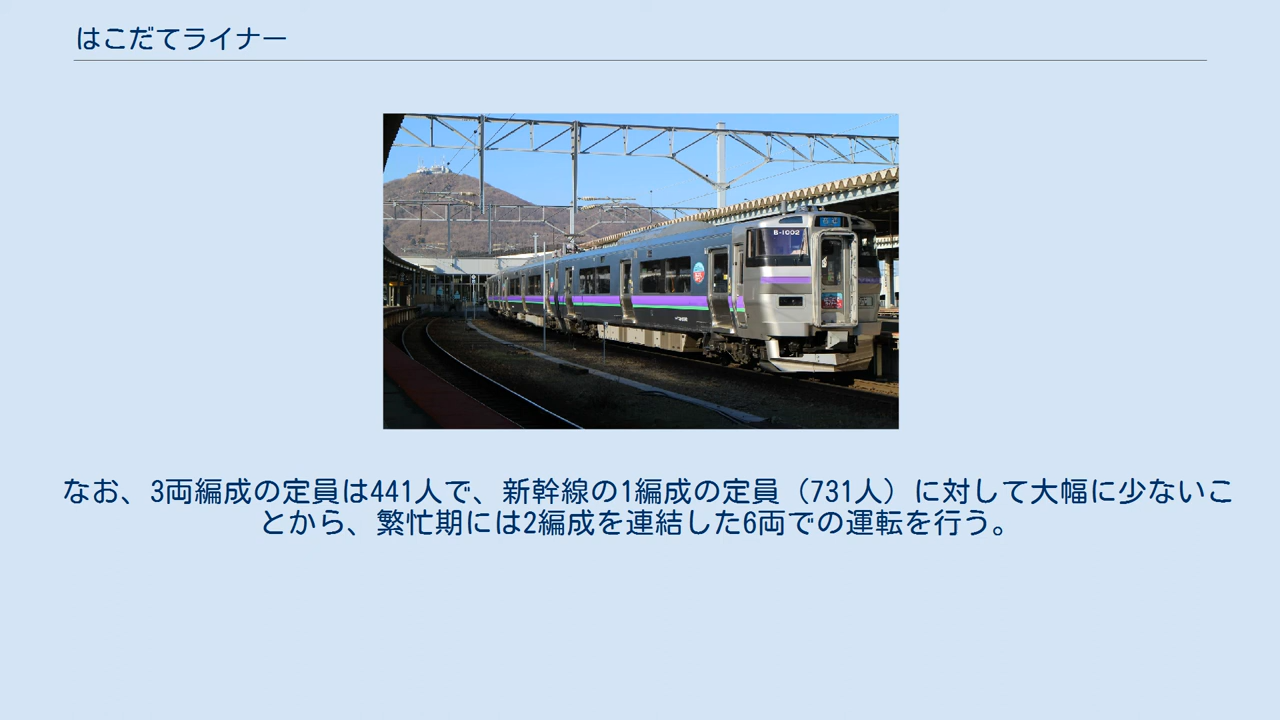 はこだてライナー
B-1002
なお、3両編成の定員は441人で、新幹線の1編成の定員（731人）に対して大幅に少ないこ
とから、繁忙期には2編成を連結した6両での運転を行う。